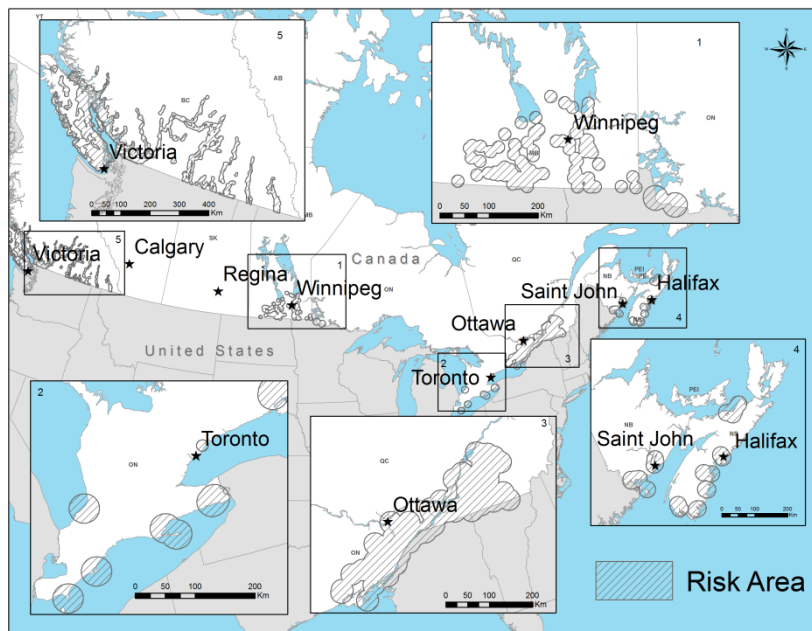 YT
5
AB
BC
Victoria
0 50 100 200 300 400
Km
1
ON
Winnipeg
MB
0 50 100 200
Km
MB
SK
Canada
QC
5
Victoria
Calgary
Regina
1
Winnipeg
ON
NB
PEI
Saint John
Halifax
4
Ottawa
3
United States
2
Toronto
2
ON
Toronto
0 50 100 200
Km
3
QC
Ottawa
ON
0 50 100 200
Km
4
PEI
NB
Saint John
Halifax
0 50 100 200
Km
Risk Area